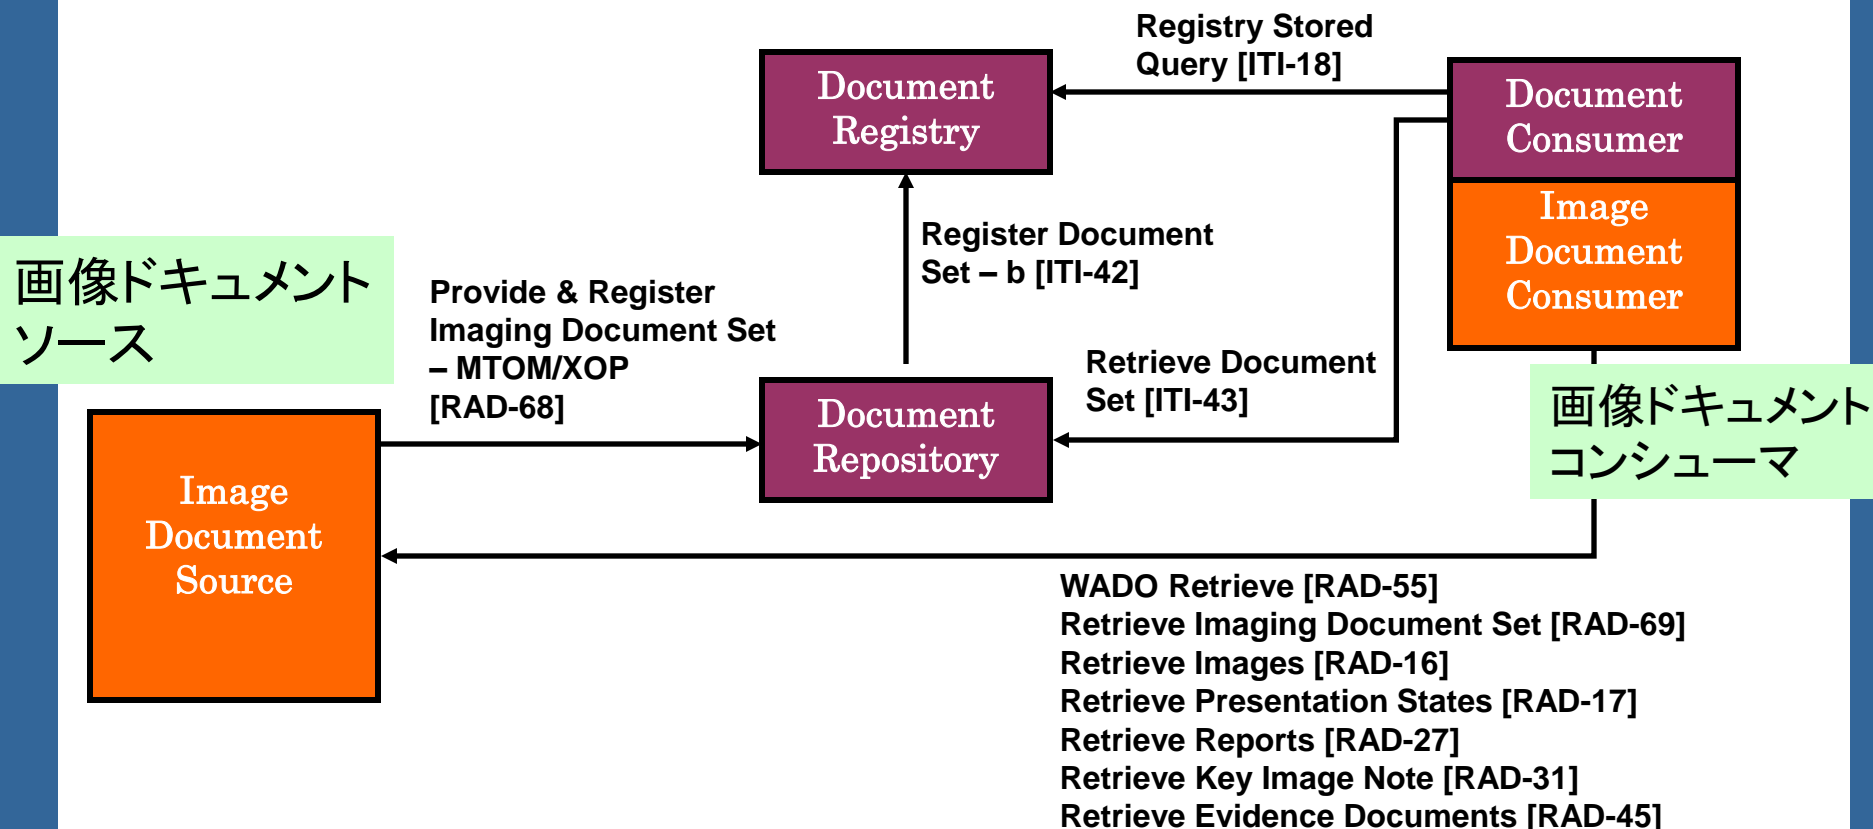 Registry Stored
Query [ITI-18]
Document
Registry
Document
Consumer
Image
Document
Consumer
Register Document
Set – b [ITI-42]
画像ドキュメント
ソース
Provide & Register
Imaging Document Set
– MTOM/XOP
[RAD-68]
Retrieve Document
Set [ITI-43]
画像ドキュメント
コンシューマ
Document
Repository
Image
Document
Source
WADO Retrieve [RAD-55]
Retrieve Imaging Document Set [RAD-69]
Retrieve Images [RAD-16]
Retrieve Presentation States [RAD-17]
Retrieve Reports [RAD-27]
Retrieve Key Image Note [RAD-31]
Retrieve Evidence Documents [RAD-45]